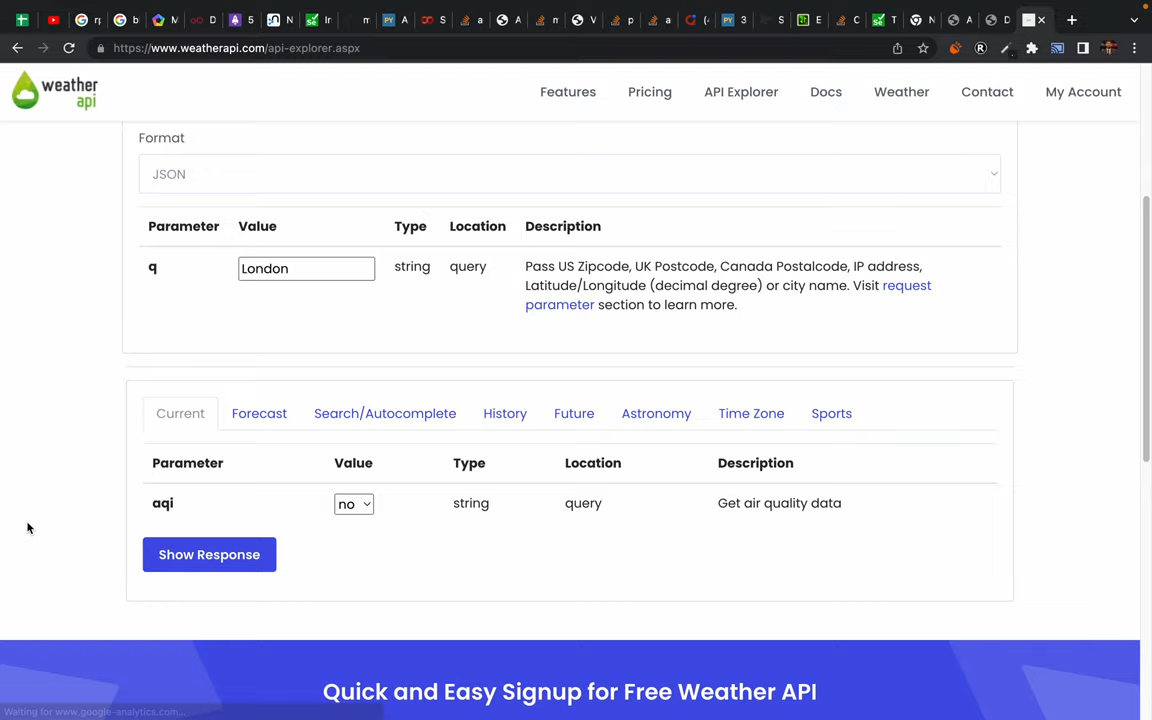 G r
G b
M
D
5
N
Ir
m
A
S
a
A
m
V
p
a
(
3
S
E
C
T
N
A
D
https://www.weatherapi.com/api-explorer.aspx
weather
api
Features
Pricing
API Explorer
Docs
Weather
Contact
My Account
Format
JSON
Parameter Value Type Location Description
q London string query Pass US Zipcode, UK Postcode, Canada Postalcode, IP address,
Latitude/Longitude (decimal degree) or city name. Visit request
parameter section to learn more.
Current Forecast Search/Autocomplete History Future Astronomy Time Zone Sports
Parameter Value Type Location Description
aqi no string query Get air quality data
Show Response
Quick and Easy Signup for Free Weather API
Waiting for www.google-analytics.com...